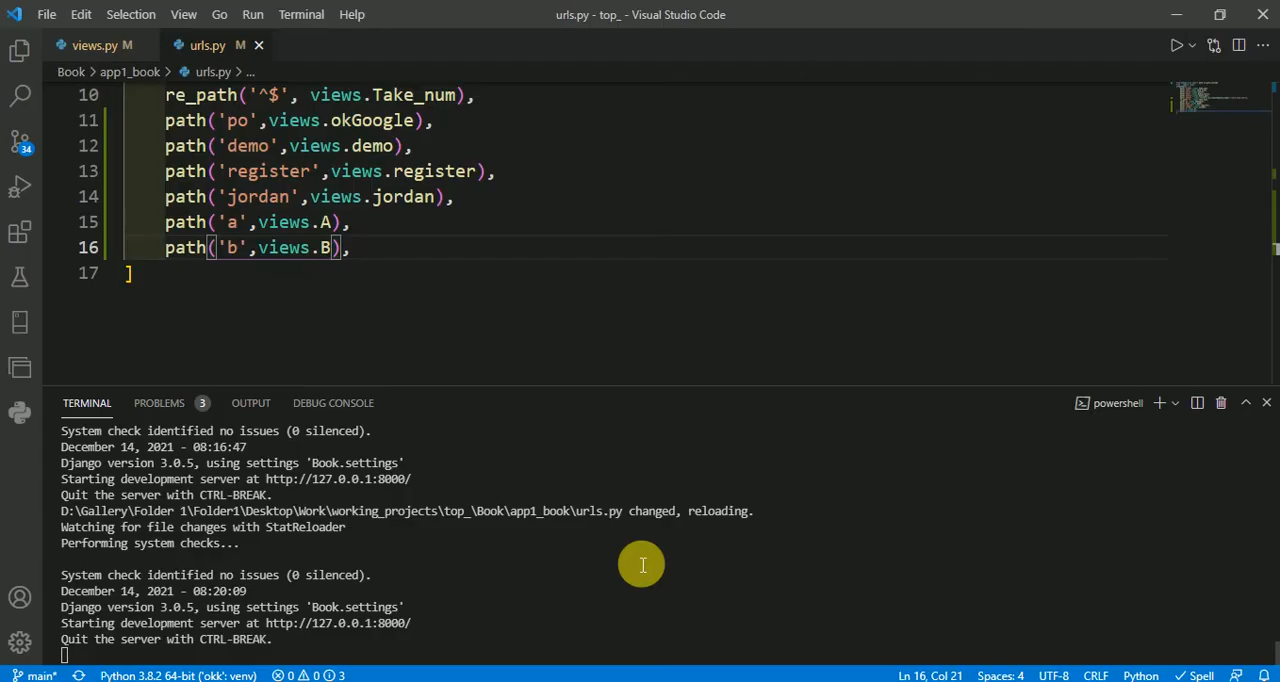 File Edit Selection View Go Run Terminal Help urls.py - top_ - Visual Studio Code
views.py M urls.py M
Book > app1_book > urls.py > ...
10 re_path('^$', views.Take_num),
11 path('po',views.okGoogle),
12 path('demo',views.demo),
13 path('register',views.register),
14 path('jordan',views.jordan),
15 path('a',views.A),
16 path('b',views.B),
17 ]
34
TERMINAL PROBLEMS 3 OUTPUT DEBUG CONSOLE powershell
System check identified no issues (0 silenced).
December 14, 2021 - 08:16:47
Django version 3.0.5, using settings 'Book.settings'
Starting development server at http://127.0.0.1:8000/
Quit the server with CTRL-BREAK.
D:\Gallery\Folder 1\Folder1\Desktop\Work\working_projects\top_\Book\app1_book\urls.py changed, reloading.
Watching for file changes with StatReloader
Performing system checks...
System check identified no issues (0 silenced).
December 14, 2021 - 08:20:09
Django version 3.0.5, using settings 'Book.settings'
Starting development server at http://127.0.0.1:8000/
Quit the server with CTRL-BREAK.
main* Python 3.8.2 64-bit ('okk': venv) 0 0 3 Ln 16, Col 21 Spaces: 4 UTF-8 CRLF Python Spell